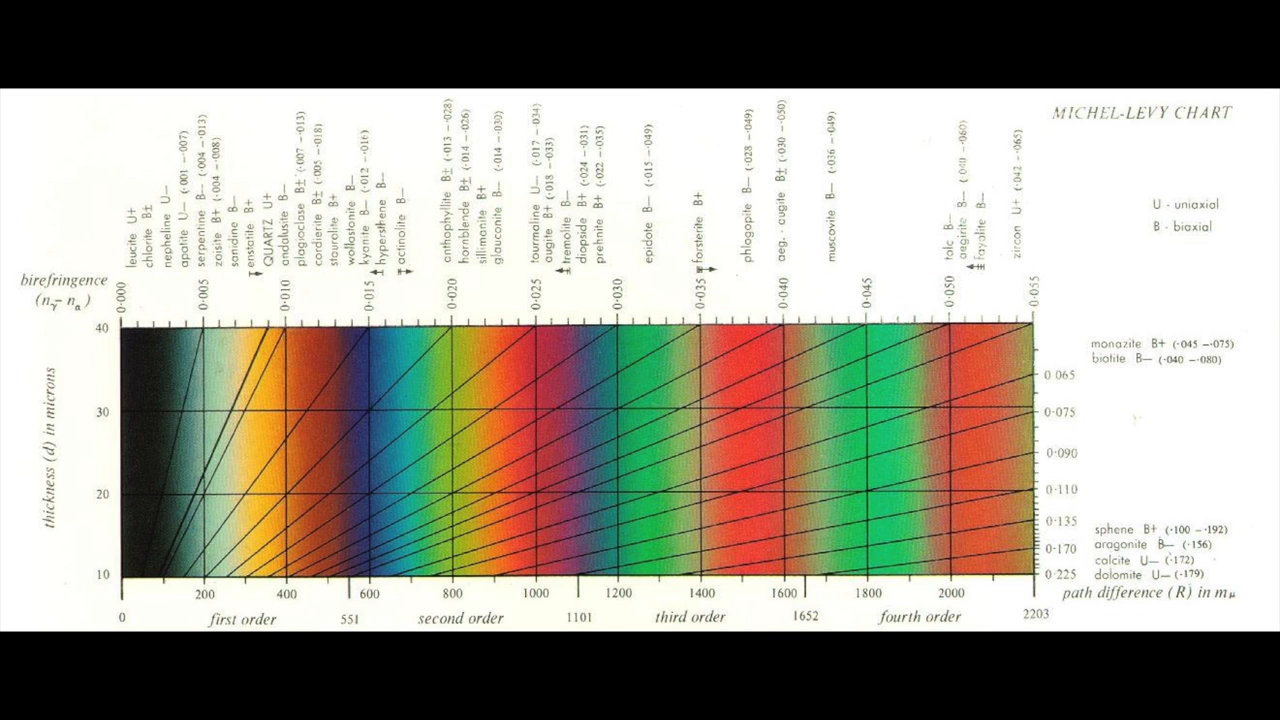 MICHEL-LEVY CHART
leucite U+
chlorite B±
nepheline U—
apatite U— (·001 –·007)
serpentine B— (·004 –·013)
zoisite B+ (·004 –·008)
sanidine B—
enstatite B+
QUARTZ U+
andalusite B—
plagioclase B± (·007 –·013)
cordierite B± (·005 –·018)
staurolite B+
wollastonite B—
kyanite B— (·012 –·016)
hypersthene B—
actinolite B—
anthophyllite B± (·013 –·028)
hornblende B± (·014 –·026)
sillimanite B+
glauconite B— (·014 –·030)
tourmaline U— (·017 –·034)
augite B+ (·018 –·033)
tremolite B—
diopside B+ (·024 –·031)
prehnite B+ (·022 –·035)
epidote B— (·015 –·049)
forsterite B+
phlogopite B— (·028 –·049)
aeg. - augite B± (·030 –·050)
muscovite B— (·036 –·049)
talc B—
aegirite B— (·040 –·060)
fayalite B—
zircon U+ (·042 –·065)
U - uniaxial
B - biaxial
birefringence
(nγ– nα)
0·000 0·005 0·010 0·015 0·020 0·025 0·030 0·035 0·040 0·045 0·050 0·055
thickness (d) in microns
40
30
20
10
monazite B+ (·045 –·075)
biotite B— (·040 –·080)
0 065
0·075
0·090
0·110
0·135
0·170
0·225
sphene B+ (·100 –·192)
aragonite B— (·156)
calcite U— (·172)
dolomite U— (·179)
200 400 600 800 1000 1200 1400 1600 1800 2000 path difference (R) in mμ
0 first order 551 second order 1101 third order 1652 fourth order 2203